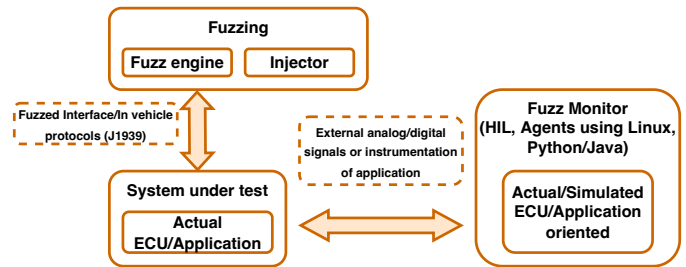 Fuzzing
Fuzz engine
Injector
Fuzzed Interface/In vehicle
protocols (J1939)
External analog/digital
signals or instrumentation
of application
Fuzz Monitor
(HIL, Agents using Linux,
Python/Java)
System under test
Actual
ECU/Application
Actual/Simulated
ECU/Application
oriented